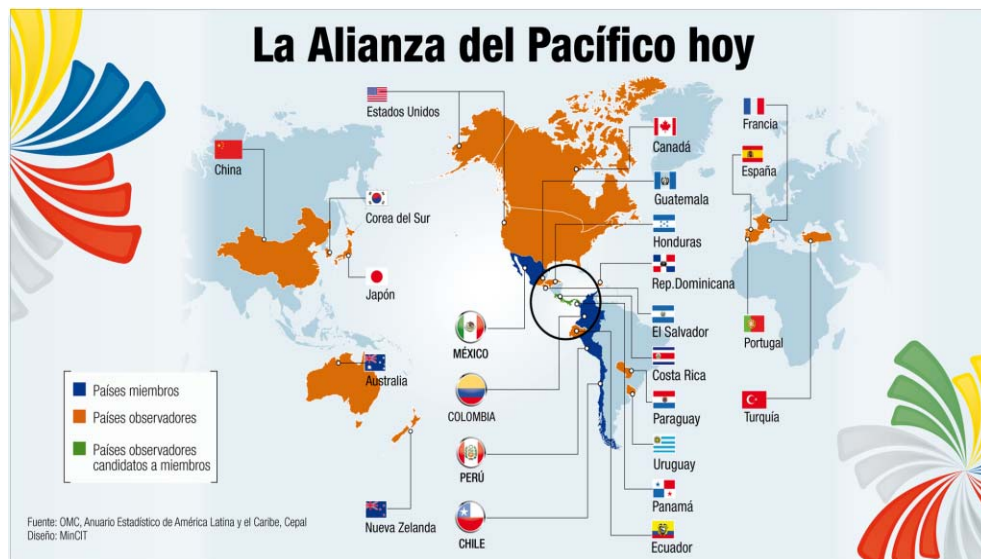 La Alianza del Pacífico hoy
Estados Unidos
China
Corea del Sur
Japón
Australia
Nueva Zelanda
MÉXICO
COLOMBIA
PERÚ
CHILE
Canadá
Guatemala
Honduras
Rep.Dominicana
El Salvador
Costa Rica
Paraguay
Uruguay
Panamá
Ecuador
Francia
España
Portugal
Turquía
Países miembros
Países observadores
Países observadores
candidatos a miembros
Fuente: OMC, Anuario Estadístico de América Latina y el Caribe, Cepal
Diseño: MinCIT